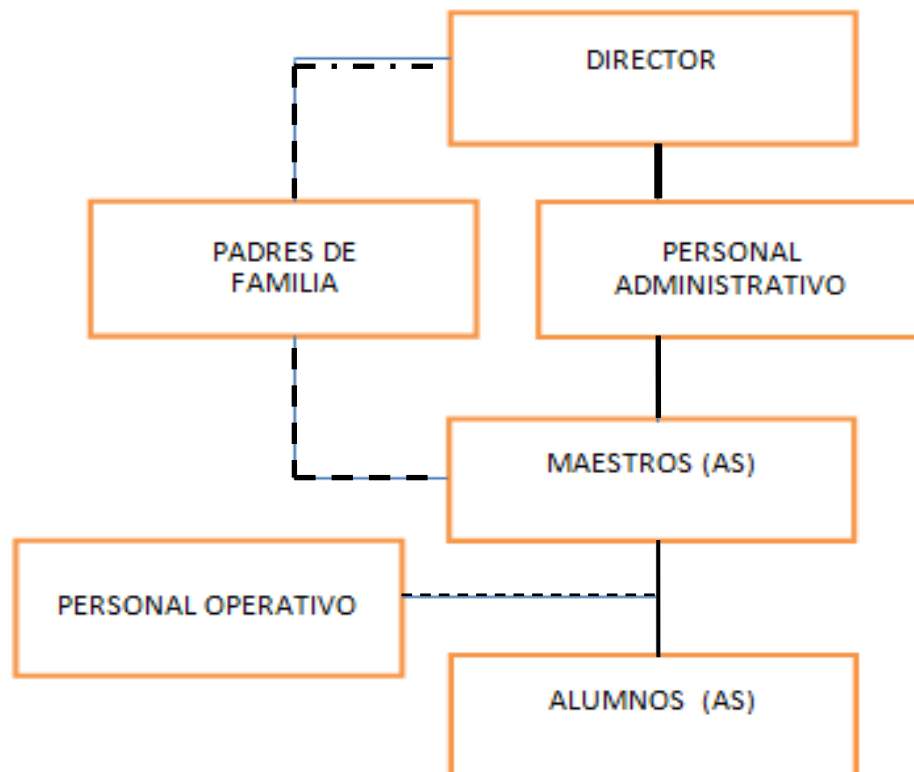 DIRECTOR
PADRES DE
FAMILIA
PERSONAL
ADMINISTRATIVO
MAESTROS (AS)
PERSONAL OPERATIVO
ALUMNOS (AS)